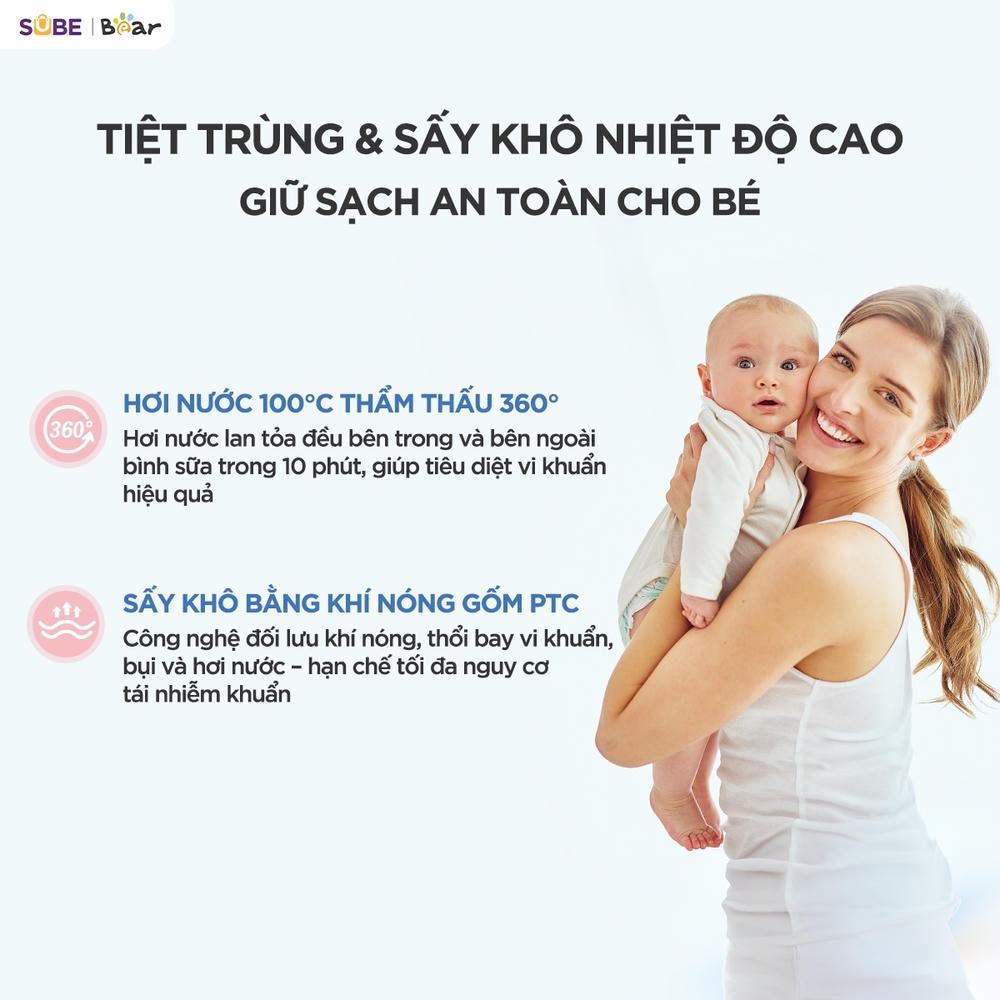 SUBE | Bear
TIỆT TRÙNG & SẤY KHÔ NHIỆT ĐỘ CAO
GIỮ SẠCH AN TOÀN CHO BÉ
360°
HƠI NƯỚC 100°C THẨM THẤU 360°
Hơi nước lan tỏa đều bên trong và bên ngoài
bình sữa trong 10 phút, giúp tiêu diệt vi khuẩn
hiệu quả
SẤY KHÔ BẰNG KHÍ NÓNG GỐM PTC
Công nghệ đối lưu khí nóng, thổi bay vi khuẩn,
bụi và hơi nước – hạn chế tối đa nguy cơ
tái nhiễm khuẩn